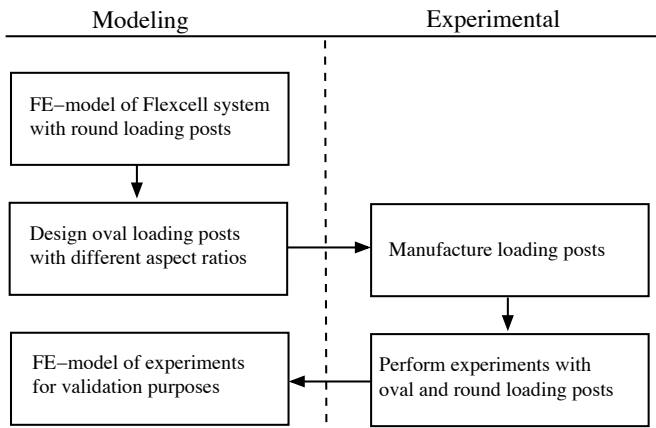 Modeling
Experimental
FE−model of Flexcell system
with round loading posts
Design oval loading posts
with different aspect ratios
Manufacture loading posts
FE−model of experiments
for validation purposes
Perform experiments with
oval and round loading posts